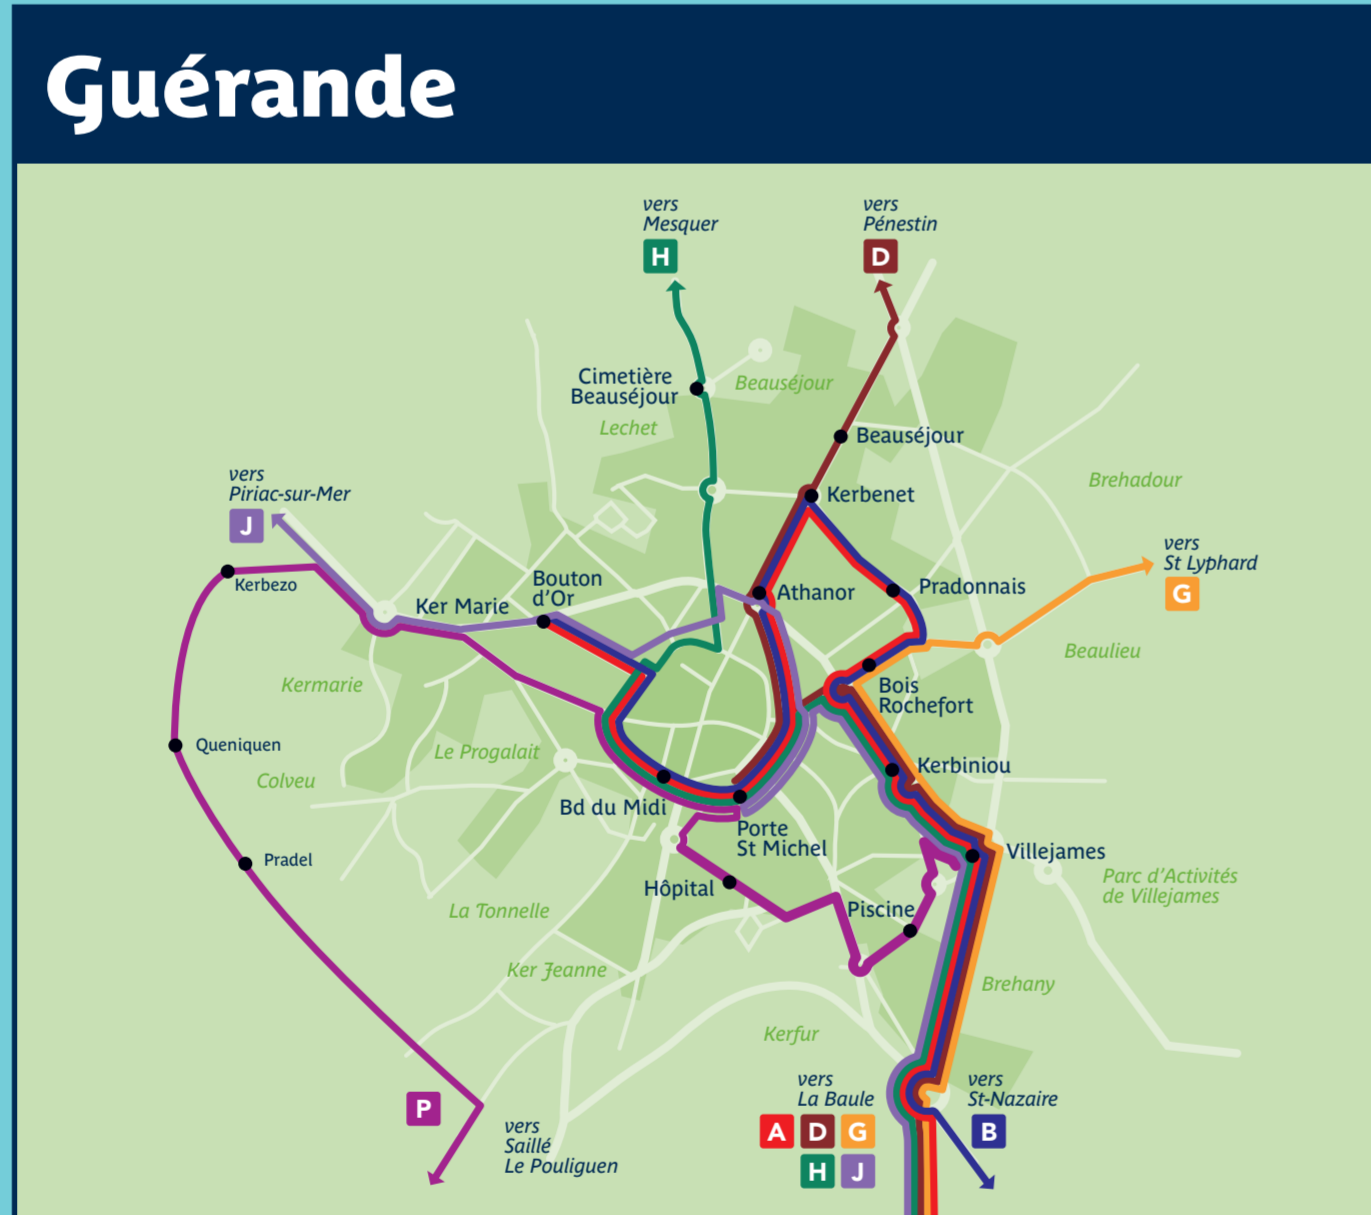 Guérande
vers
Mesquer
H
vers
Pénestin
D
Cimetière
Beauséjour
Beauséjour
Lechet
Beauséjour
vers
Piriac-sur-Mer
J
Kerbenet
Brehadour
vers
St Lyphard
G
Kerbezo
Bouton
d'Or
Ker Marie
Athanor
Pradonnais
Beaulieu
Kermarie
Bois
Rochefort
Queniquen
Le Progalait
Colveu
Kerbiniou
Bd du Midi
Porte
St Michel
Villejames
Pradel
Hôpital
Parc d'Activités
de Villejames
La Tonnelle
Piscine
Ker Jeanne
Brehany
Kerfur
P
vers
Saillé
Le Pouliguen
vers
La Baule
A D G
H J
vers
St-Nazaire
B